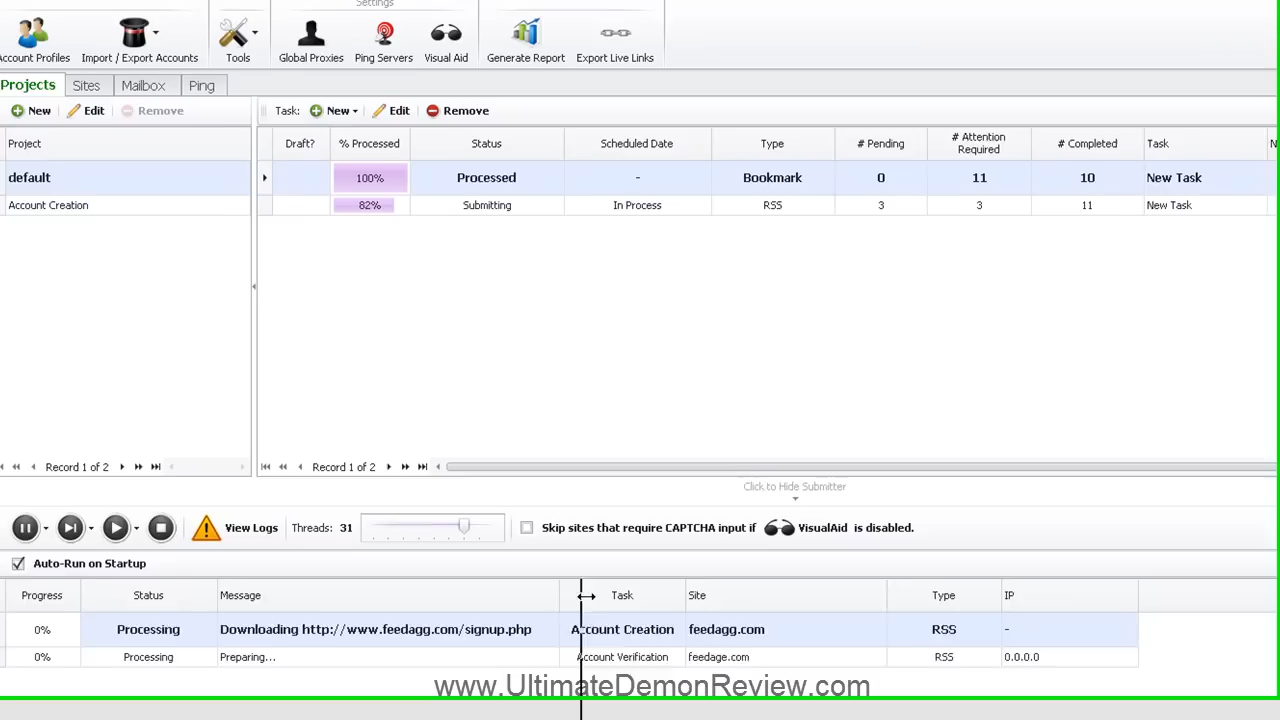 Settings
Account Profiles
Import / Export Accounts
Tools
Global Proxies
Ping Servers
Visual Aid
Generate Report
Export Live Links
Projects
Sites
Mailbox
Ping
New
Edit
Remove
Task:
New
Edit
Remove
Project
Draft?
% Processed
Status
Scheduled Date
Type
# Pending
# Attention
Required
# Completed
Task
N
default
100%
Processed
-
Bookmark
0
11
10
New Task
Account Creation
82%
Submitting
In Process
RSS
3
3
11
New Task
Record 1 of 2
Record 1 of 2
Click to Hide Submitter
View Logs
Threads: 31
Skip sites that require CAPTCHA input if
VisualAid is disabled.
Auto-Run on Startup
Progress
Status
Message
Task
Site
Type
IP
0%
Processing
Downloading http://www.feedagg.com/signup.php
Account Creation
feedagg.com
RSS
-
0%
Processing
Preparing...
Account Verification
feedage.com
RSS
0.0.0.0
www.UltimateDemonReview.com